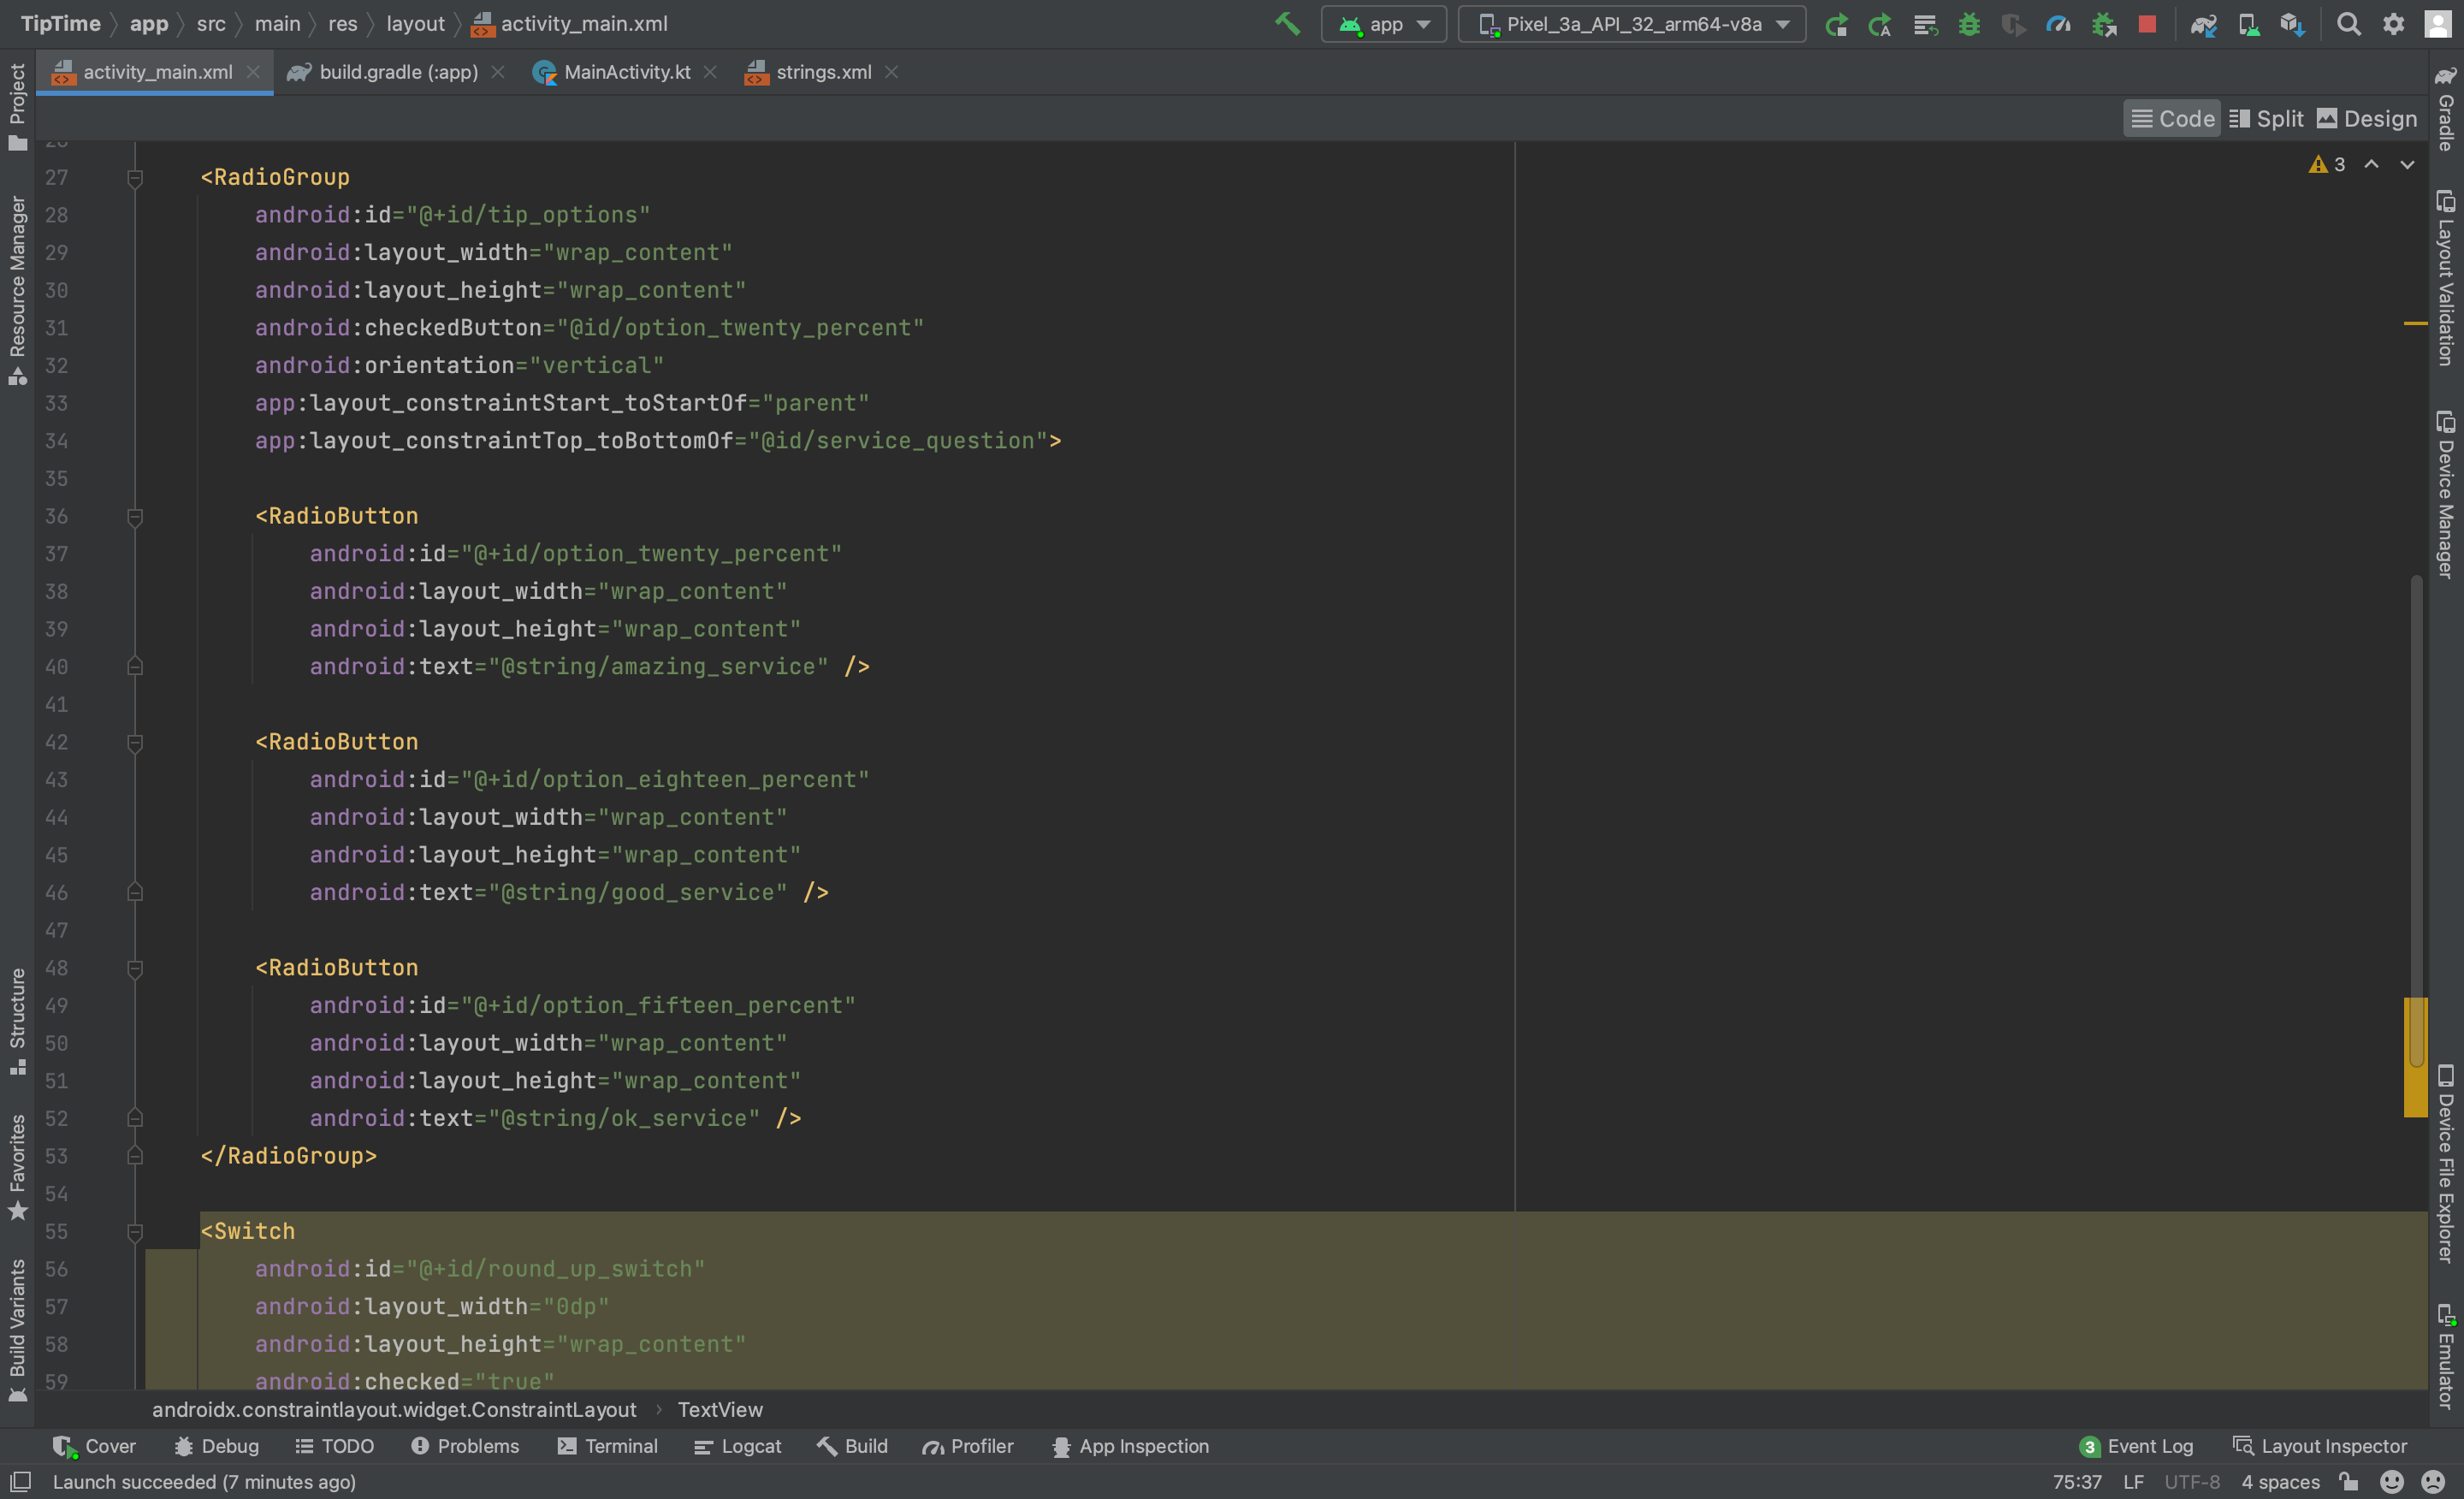 TipTime app src main res layout activity_main.xml app Pixel_3a_API_32_arm64-v8a
activity_main.xml build.gradle (:app) MainActivity.kt strings.xml
Code Split Design
3
27 <RadioGroup
28 android:id="@+id/tip_options"
29 android:layout_width="wrap_content"
30 android:layout_height="wrap_content"
31 android:checkedButton="@id/option_twenty_percent"
32 android:orientation="vertical"
33 app:layout_constraintStart_toStartOf="parent"
34 app:layout_constraintTop_toBottomOf="@id/service_question">
35
36 <RadioButton
37 android:id="@+id/option_twenty_percent"
38 android:layout_width="wrap_content"
39 android:layout_height="wrap_content"
40 android:text="@string/amazing_service" />
41
42 <RadioButton
43 android:id="@+id/option_eighteen_percent"
44 android:layout_width="wrap_content"
45 android:layout_height="wrap_content"
46 android:text="@string/good_service" />
47
48 <RadioButton
49 android:id="@+id/option_fifteen_percent"
50 android:layout_width="wrap_content"
51 android:layout_height="wrap_content"
52 android:text="@string/ok_service" />
53 </RadioGroup>
54
55 <Switch
56 android:id="@+id/round_up_switch"
57 android:layout_width="0dp"
58 android:layout_height="wrap_content"
59 android:checked="true"
androidx.constraintlayout.widget.ConstraintLayout TextView
Project
Resource Manager
Structure
Favorites
Build Variants
Gradle
Layout Validation
Device Manager
Device File Explorer
Emulator
Cover Debug TODO Problems Terminal Logcat Build Profiler App Inspection 3 Event Log Layout Inspector
Launch succeeded (7 minutes ago) 75:37 LF UTF-8 4 spaces